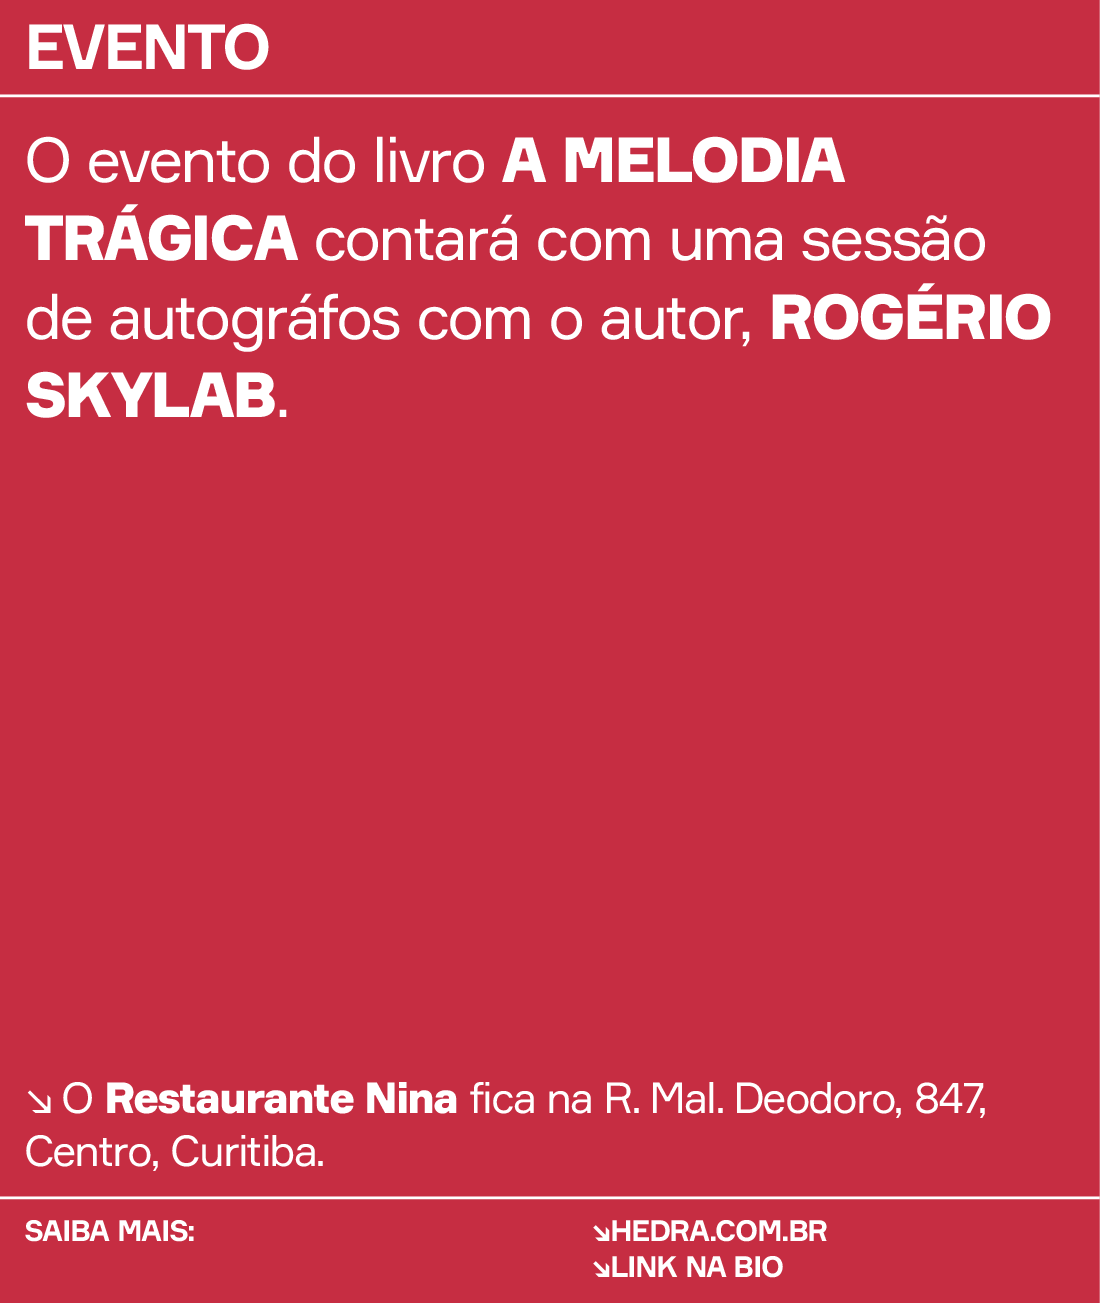 EVENTO
O evento do livro A MELODIA
TRÁGICA contará com uma sessão
de autográfos com o autor, ROGÉRIO
SKYLAB.
↘ O Restaurante Nina fica na R. Mal. Deodoro, 847,
Centro, Curitiba.
SAIBA MAIS:
↘HEDRA.COM.BR
↘LINK NA BIO